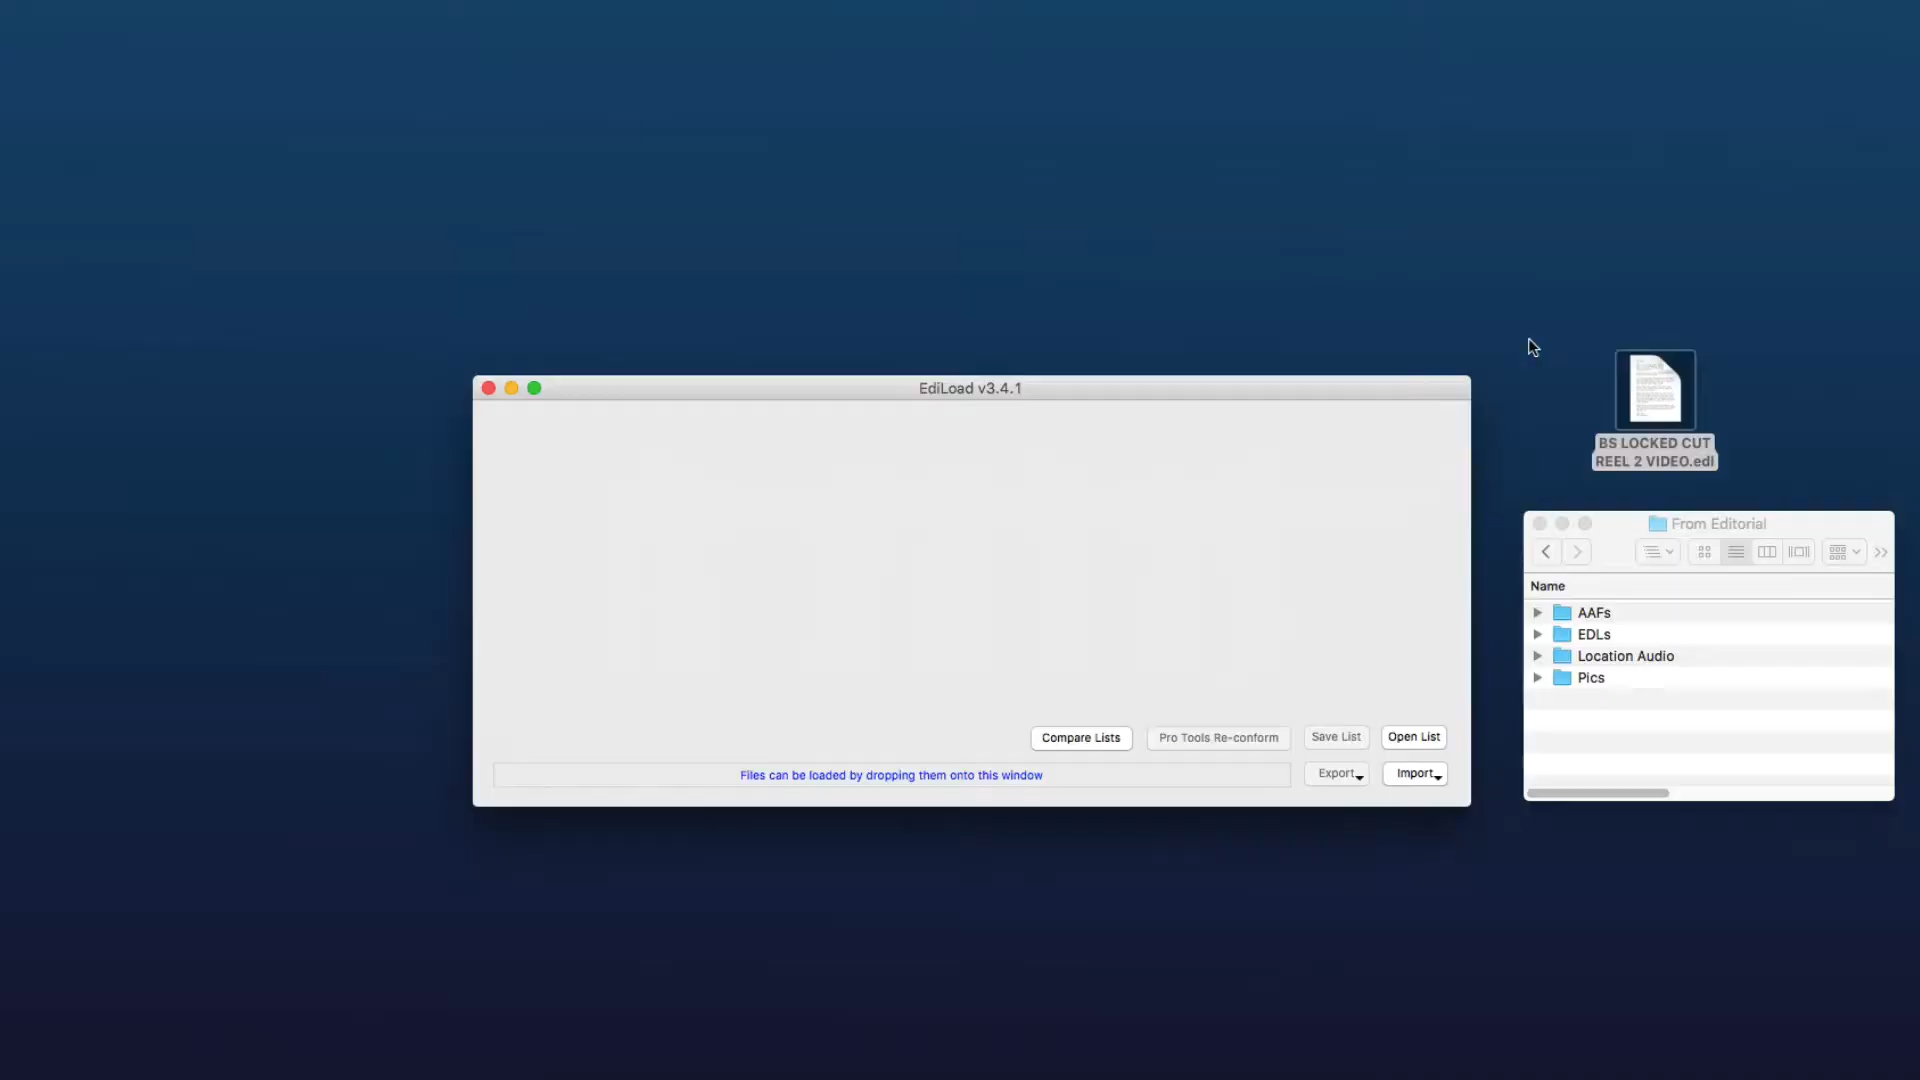 EdiLoad v3.4.1
BS LOCKED CUT
REEL 2 VIDEO.edl
From Editorial
Name
AAFs
EDLs
Location Audio
Pics
Compare Lists
Pro Tools Re-conform
Save List
Open List
Files can be loaded by dropping them onto this window
Export
Import